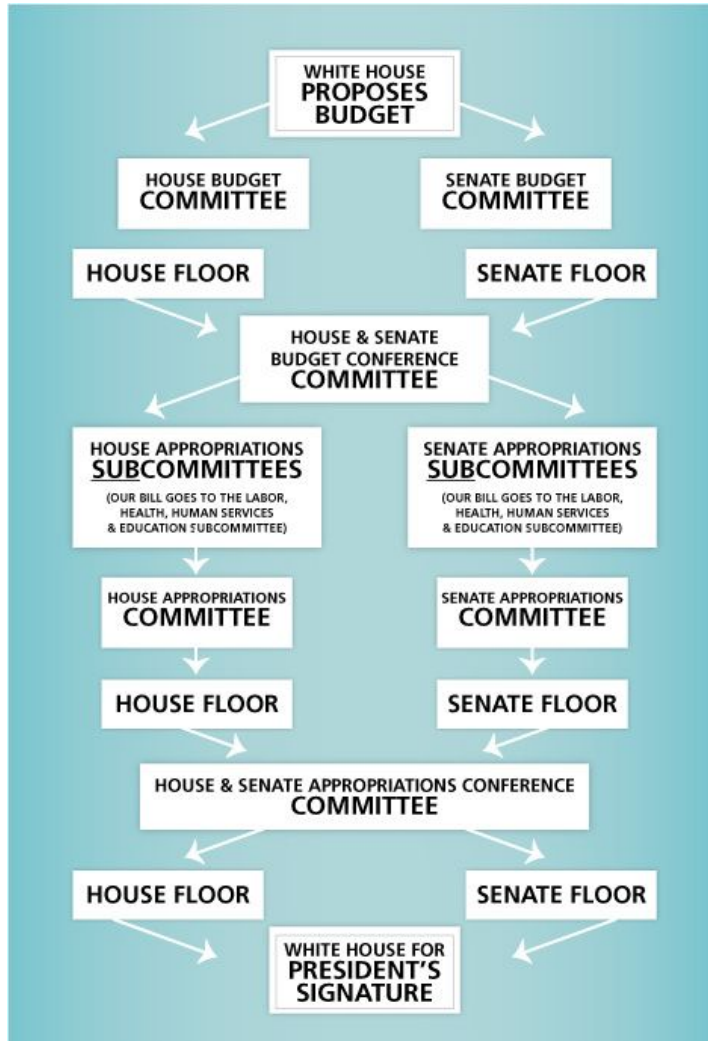 WHITE HOUSE
PROPOSES
BUDGET
HOUSE BUDGET
COMMITTEE
SENATE BUDGET
COMMITTEE
HOUSE FLOOR
SENATE FLOOR
HOUSE & SENATE
BUDGET CONFERENCE
COMMITTEE
HOUSE APPROPRIATIONS
SUBCOMMITTEES
(OUR BILL GOES TO THE LABOR,
HEALTH, HUMAN SERVICES
& EDUCATION SUBCOMMITTEE)
SENATE APPROPRIATIONS
SUBCOMMITTEES
(OUR BILL GOES TO THE LABOR,
HEALTH, HUMAN SERVICES
& EDUCATION SUBCOMMITTEE)
HOUSE APPROPRIATIONS
COMMITTEE
SENATE APPROPRIATIONS
COMMITTEE
HOUSE FLOOR
SENATE FLOOR
HOUSE & SENATE APPROPRIATIONS CONFERENCE
COMMITTEE
HOUSE FLOOR
SENATE FLOOR
WHITE HOUSE FOR
PRESIDENT'S
SIGNATURE